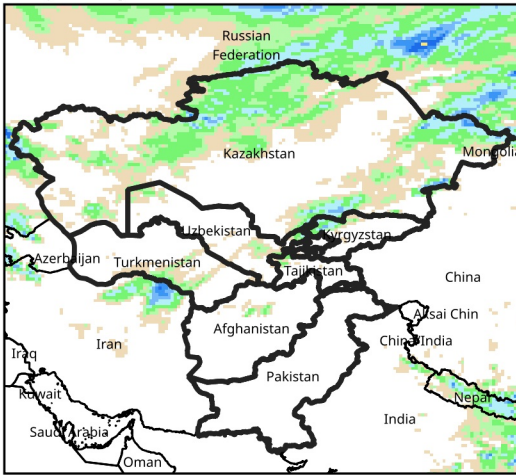 Russian
Federation
Kazakhstan
Mongolia
Uzbekistan
Kyrgyzstan
Azerbaijan
Turkmenistan
Tajikistan
China
Aksai Chin
Afghanistan
China/India
Iran
Iraq
Pakistan
Kuwait
Nepal
India
Saudi Arabia
Oman